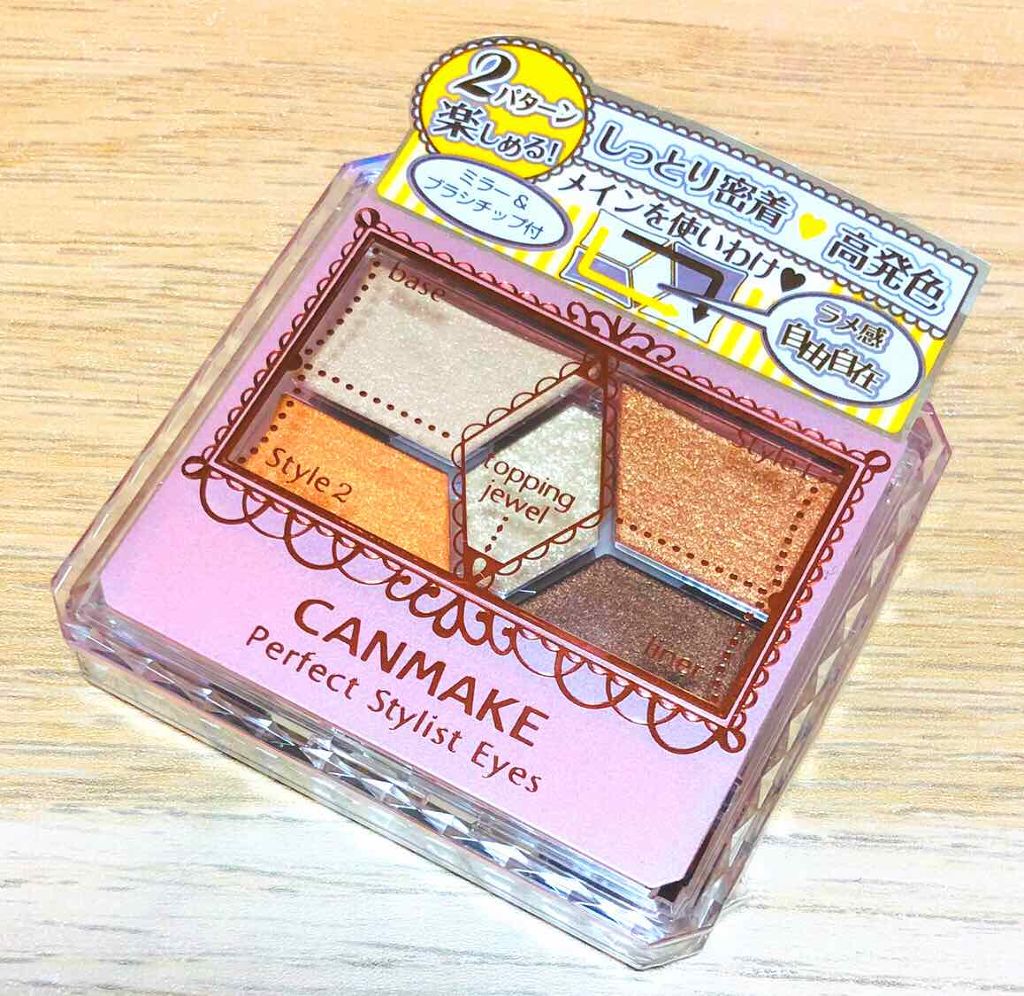 2パターン
楽しめる!
しっとり密着♥高発色
ミラー&
ブラシチップ付
メインを使いわけ♥
ラメ感
自由自在
base
Style 1
Style 2
topping
jewel
liner
CANMAKE
Perfect Stylist Eyes